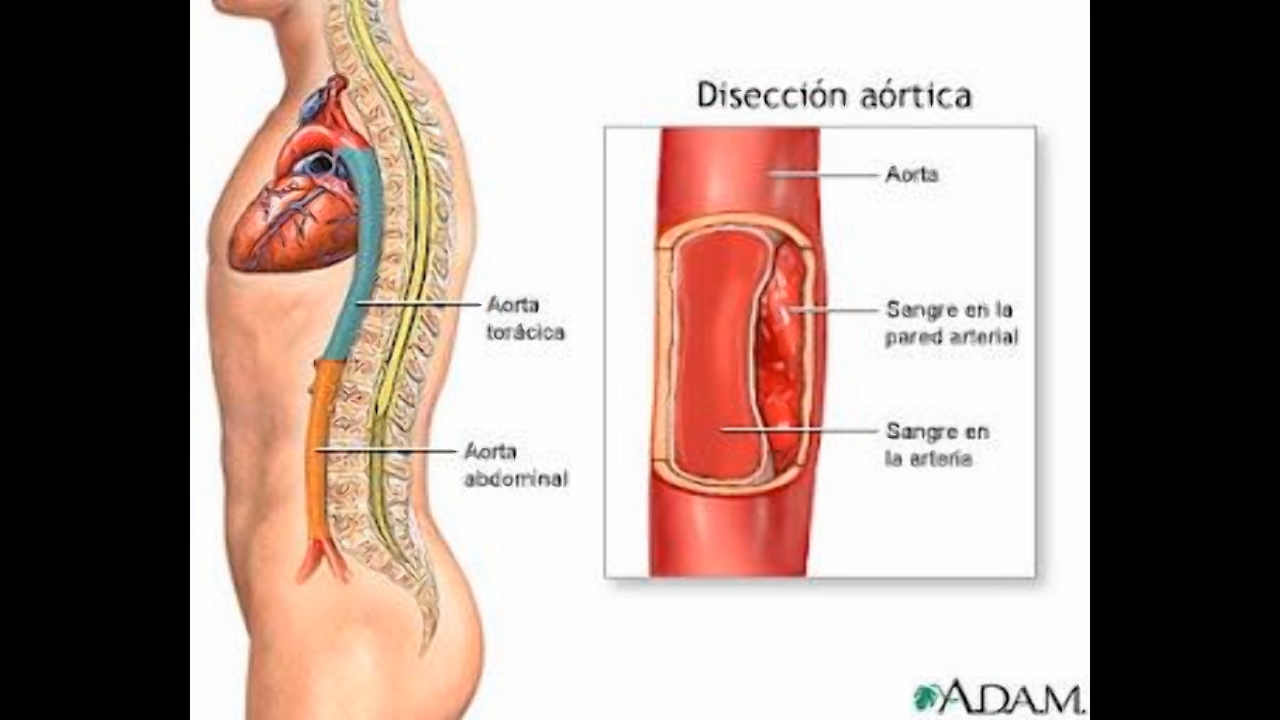 Disección aórtica
Aorta
Sangre en la
pared arterial
Sangre en
la arteria
Aorta
torácica
Aorta
abdominal
A.D.A.M.